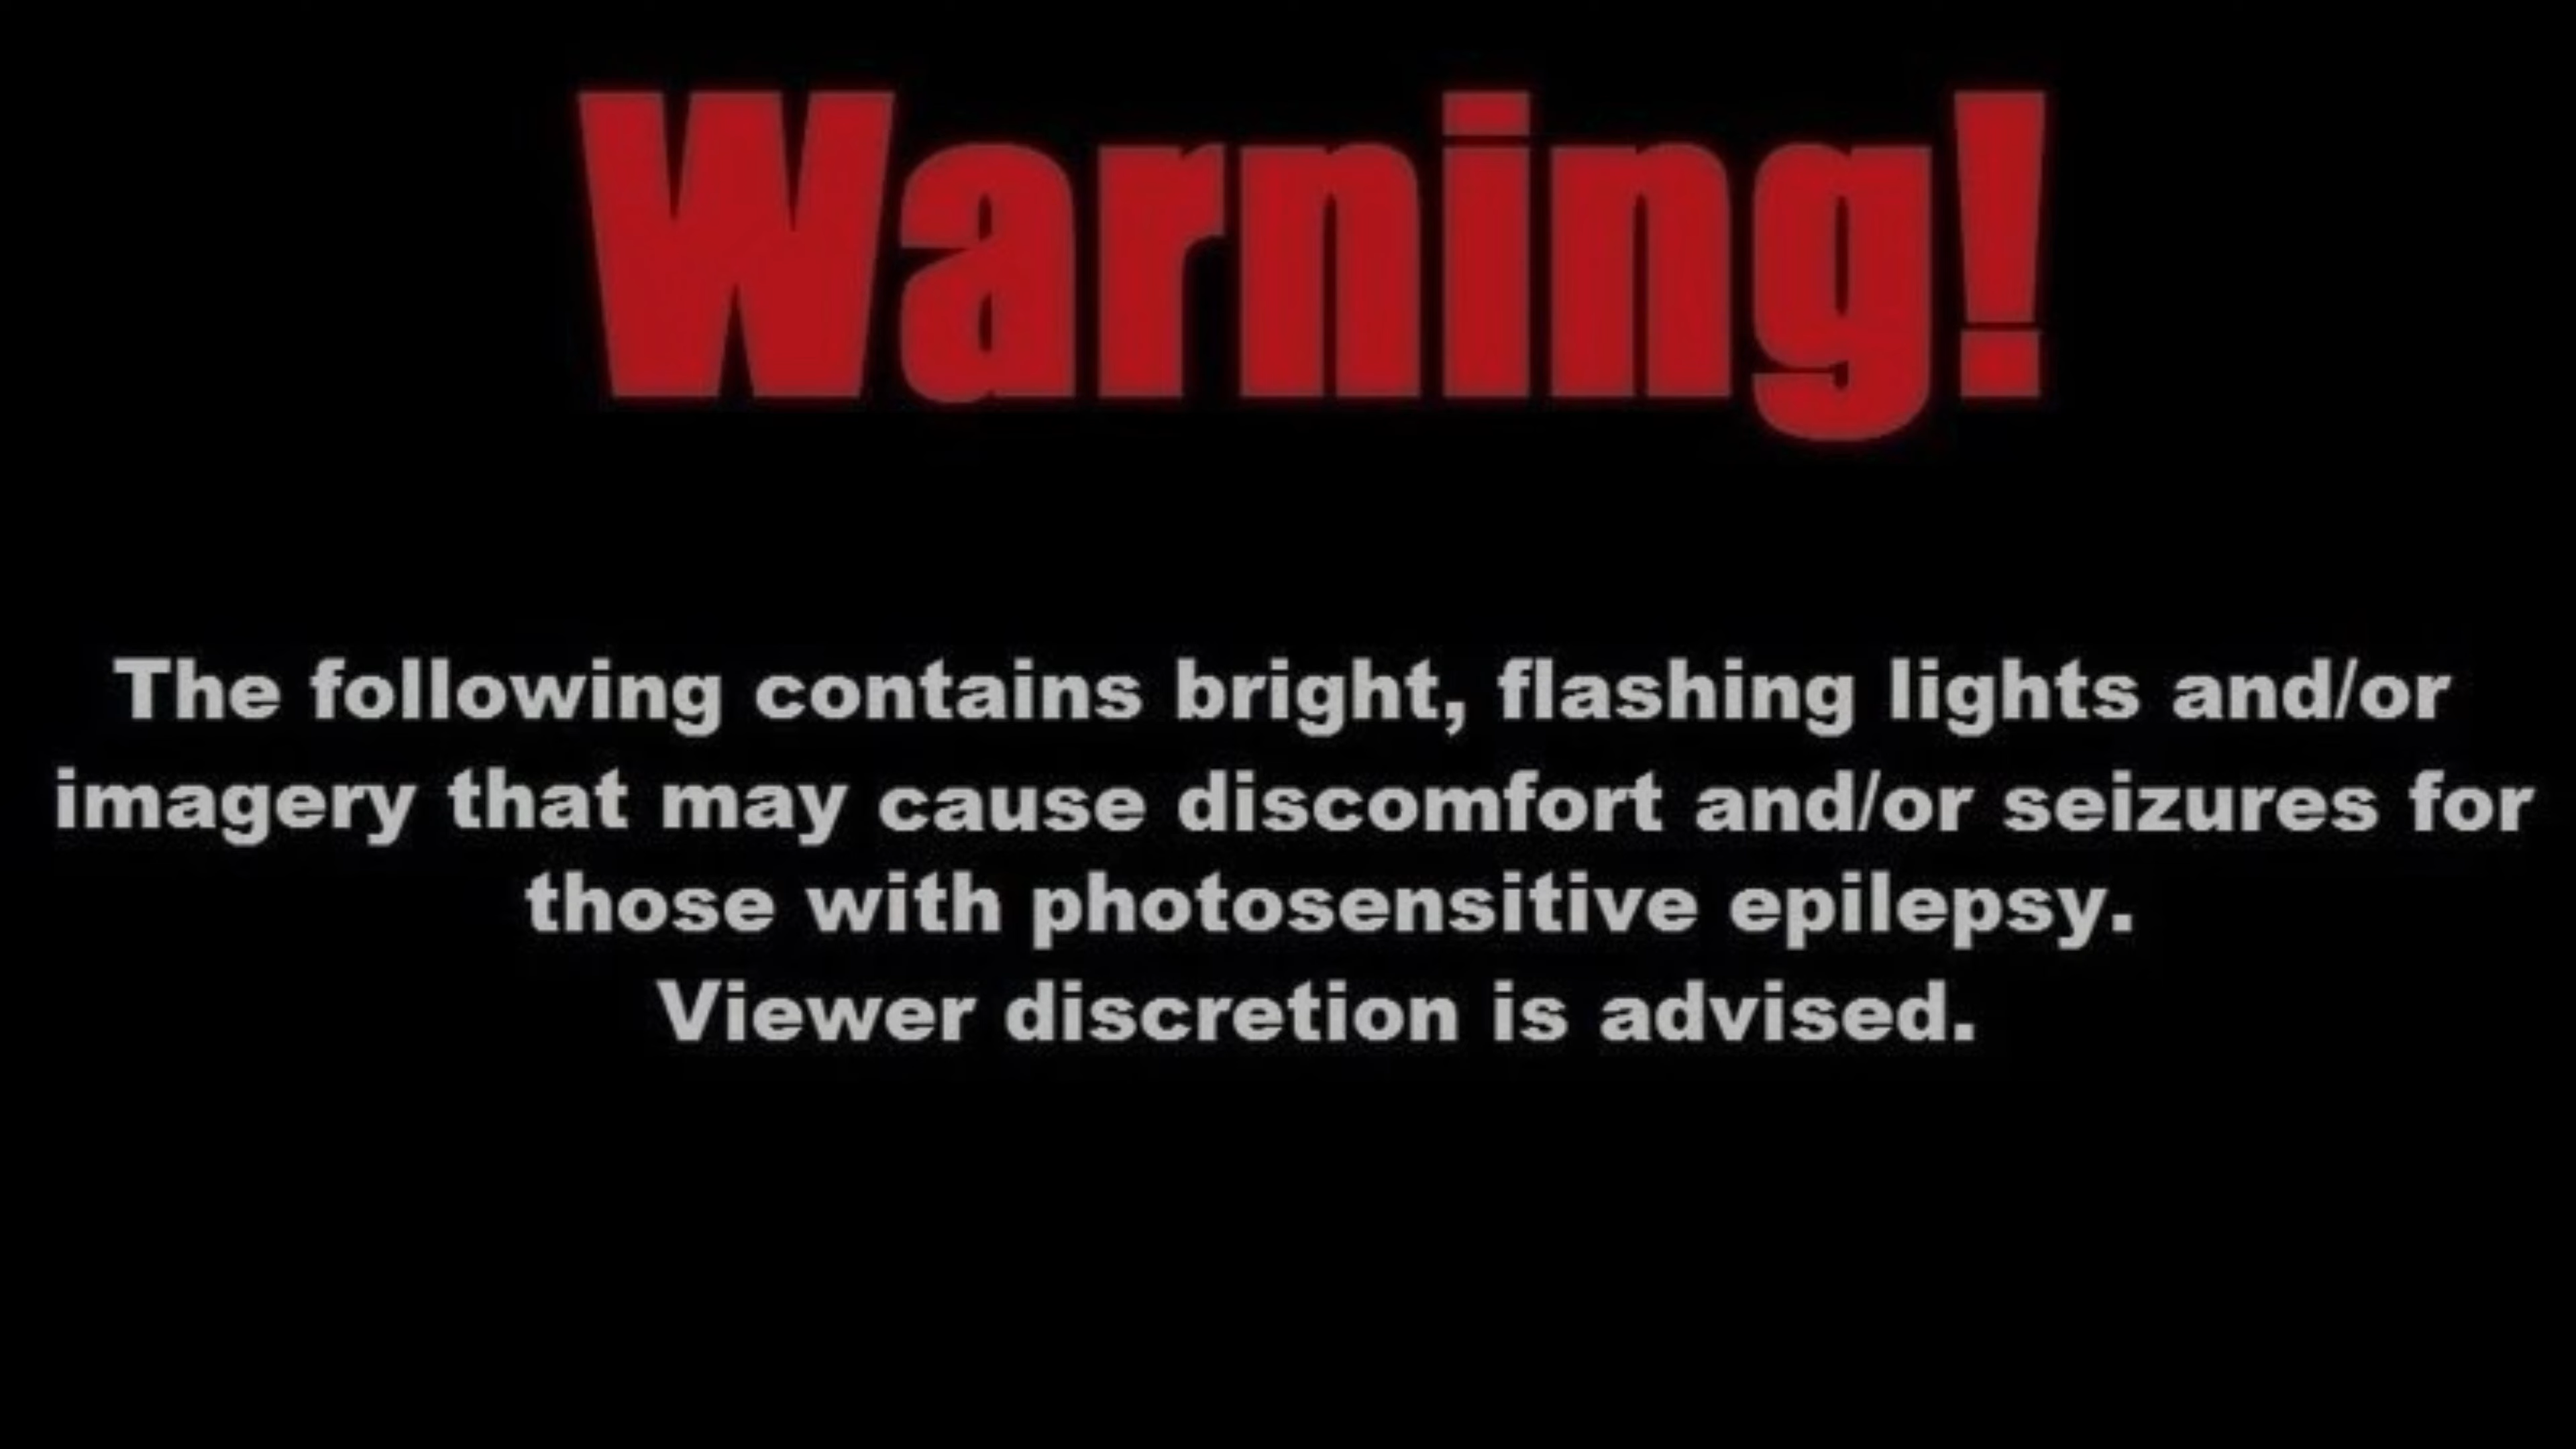 Warning!
The following contains bright, flashing lights and/or
imagery that may cause discomfort and/or seizures for
those with photosensitive epilepsy.
Viewer discretion is advised.